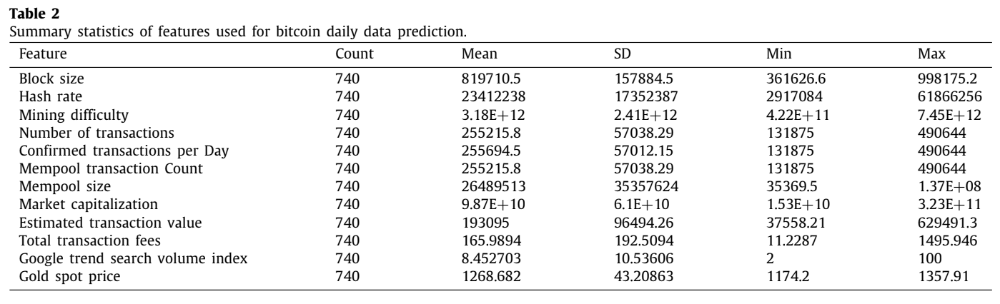 Table 2
Summary statistics of features used for bitcoin daily data prediction.
Feature Count Mean SD Min Max
Block size 740 819710.5 157884.5 361626.6 998175.2
Hash rate 740 23412238 17352387 2917084 61866256
Mining difficulty 740 3.18E+12 2.41E+12 4.22E+11 7.45E+12
Number of transactions 740 255215.8 57038.29 131875 490644
Confirmed transactions per Day 740 255694.5 57012.15 131875 490644
Mempool transaction Count 740 255215.8 57038.29 131875 490644
Mempool size 740 26489513 35357624 35369.5 1.37E+08
Market capitalization 740 9.87E+10 6.1E+10 1.53E+10 3.23E+11
Estimated transaction value 740 193095 96494.26 37558.21 629491.3
Total transaction fees 740 165.9894 192.5094 11.2287 1495.946
Google trend search volume index 740 8.452703 10.53606 2 100
Gold spot price 740 1268.682 43.20863 1174.2 1357.91